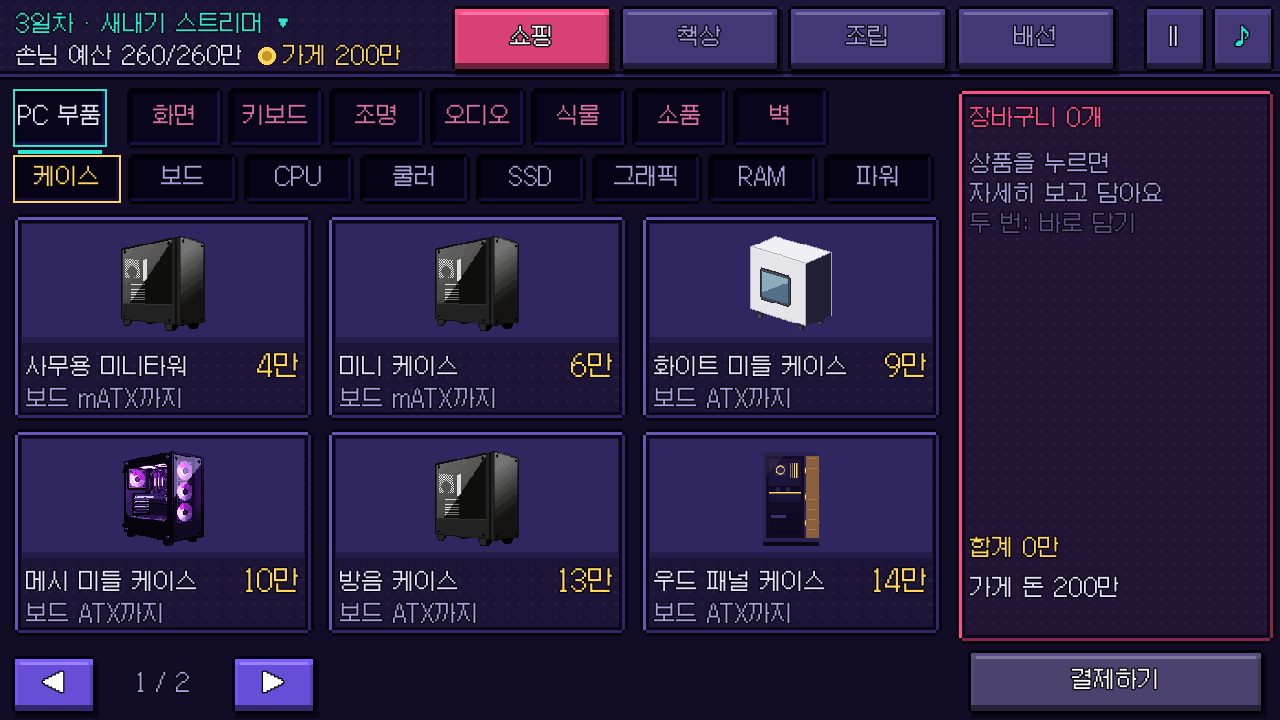 3일차 · 새내기 스트리머 ▼
손님 예산 260/260만 가게 200만
쇼핑
책상
조립
배선
PC 부품
화면
키보드
조명
오디오
식물
소품
벽
케이스
보드
CPU
쿨러
SSD
그래픽
RAM
파워
사무용 미니타워 4만
보드 mATX까지
미니 케이스 6만
보드 mATX까지
화이트 미들 케이스 9만
보드 ATX까지
메시 미들 케이스 10만
보드 ATX까지
방음 케이스 13만
보드 ATX까지
우드 패널 케이스 14만
보드 ATX까지
1 / 2
장바구니 0개
상품을 누르면
자세히 보고 담아요
두 번: 바로 담기
합계 0만
가게 돈 200만
결제하기